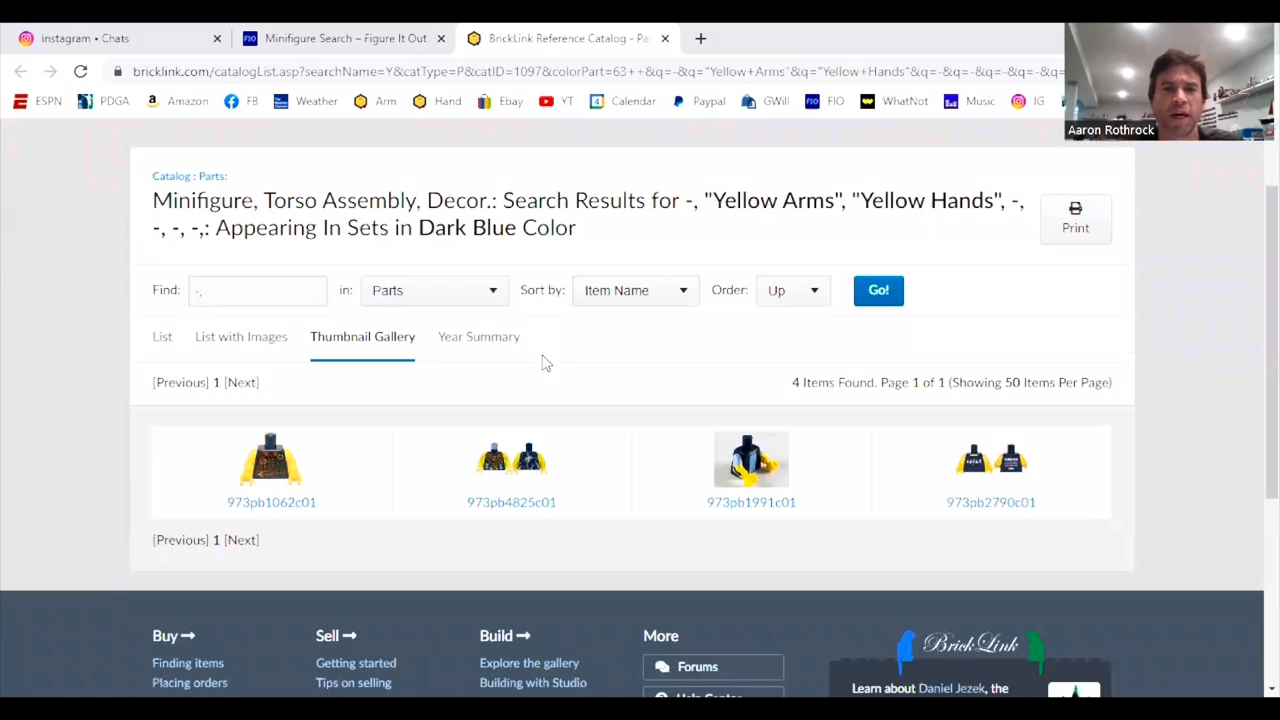 instagram • Chats
FIO
Minifigure Search – Figure It Out
BrickLink Reference Catalog - Pa
bricklink.com/catalogList.asp?searchName=Y&catType=P&catID=1097&colorPart=63++&q=-&q="Yellow+Arms"&q="Yellow+Hands"&q=-&q=-&q=-&q=
ESPN
PDGA
Amazon
FB
Weather
Arm
Hand
Ebay
YT
Calendar
Paypal
GWill
FIO
WhatNot
Music
IG
Aaron Rothrock
Catalog : Parts:
Minifigure, Torso Assembly, Decor.: Search Results for -, "Yellow Arms", "Yellow Hands", -,
-, -, -,: Appearing In Sets in Dark Blue Color
Print
Find: -, in: Parts Sort by: Item Name Order: Up Go!
List List with Images Thumbnail Gallery Year Summary
[Previous] 1 [Next] 4 Items Found. Page 1 of 1 (Showing 50 Items Per Page)
973pb1062c01 973pb4825c01 973pb1991c01 973pb2790c01
[Previous] 1 [Next]
Buy Sell Build More
BrickLink
Finding items Getting started Explore the gallery Forums
Placing orders Tips on selling Building with Studio
Learn about Daniel Jezek, the